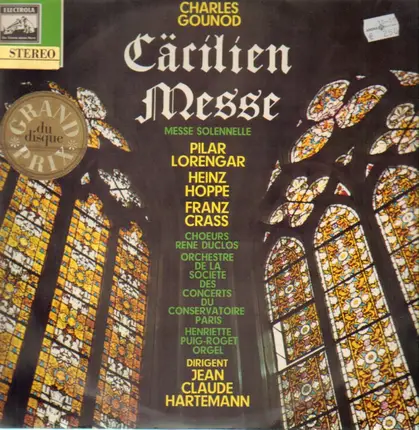 ELECTROLA
STEREO
CHARLES
GOUNOD
Cäcilien
Messe
MESSE SOLENNELLE
GRAND
PRIX
du
disque
PILAR
LORENGAR
HEINZ
HOPPE
FRANZ
CRASS
CHOEURS
RENE DUCLOS
ORCHESTRE
DE LA
SOCIETE
DES
CONCERTS
DU
CONSERVATOIRE
PARIS
HENRIETTE
PUIG-ROGET
ORGEL
DIRIGENT
JEAN
CLAUDE
HARTEMANN